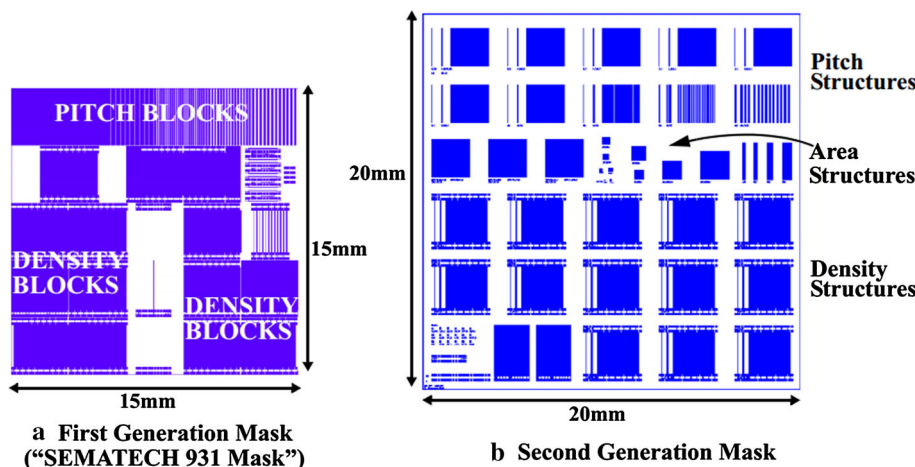 PITCH BLOCKS
DENSITY
BLOCKS
DENSITY
BLOCKS
15mm
15mm
a First Generation Mask
(“SEMATECH 931 Mask”)
Pitch
Structures
Area
Structures
Density
Structures
20mm
20mm
b Second Generation Mask